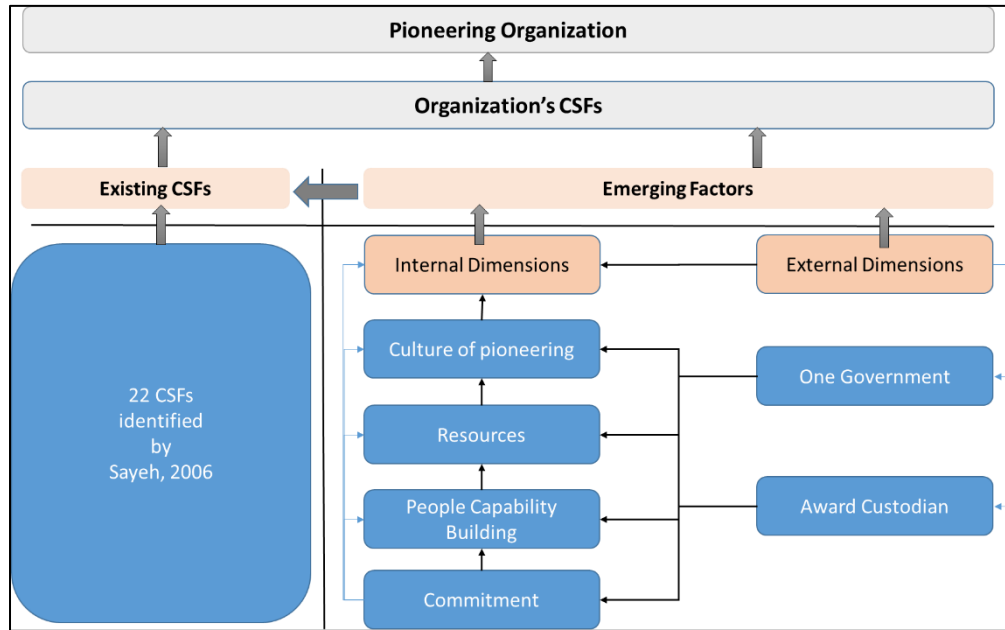 Pioneering Organization
Organization's CSFs
Existing CSFs
Emerging Factors
Internal Dimensions
External Dimensions
Culture of pioneering
One Government
22 CSFs
identified
by
Sayeh, 2006
Resources
People Capability
Building
Award Custodian
Commitment